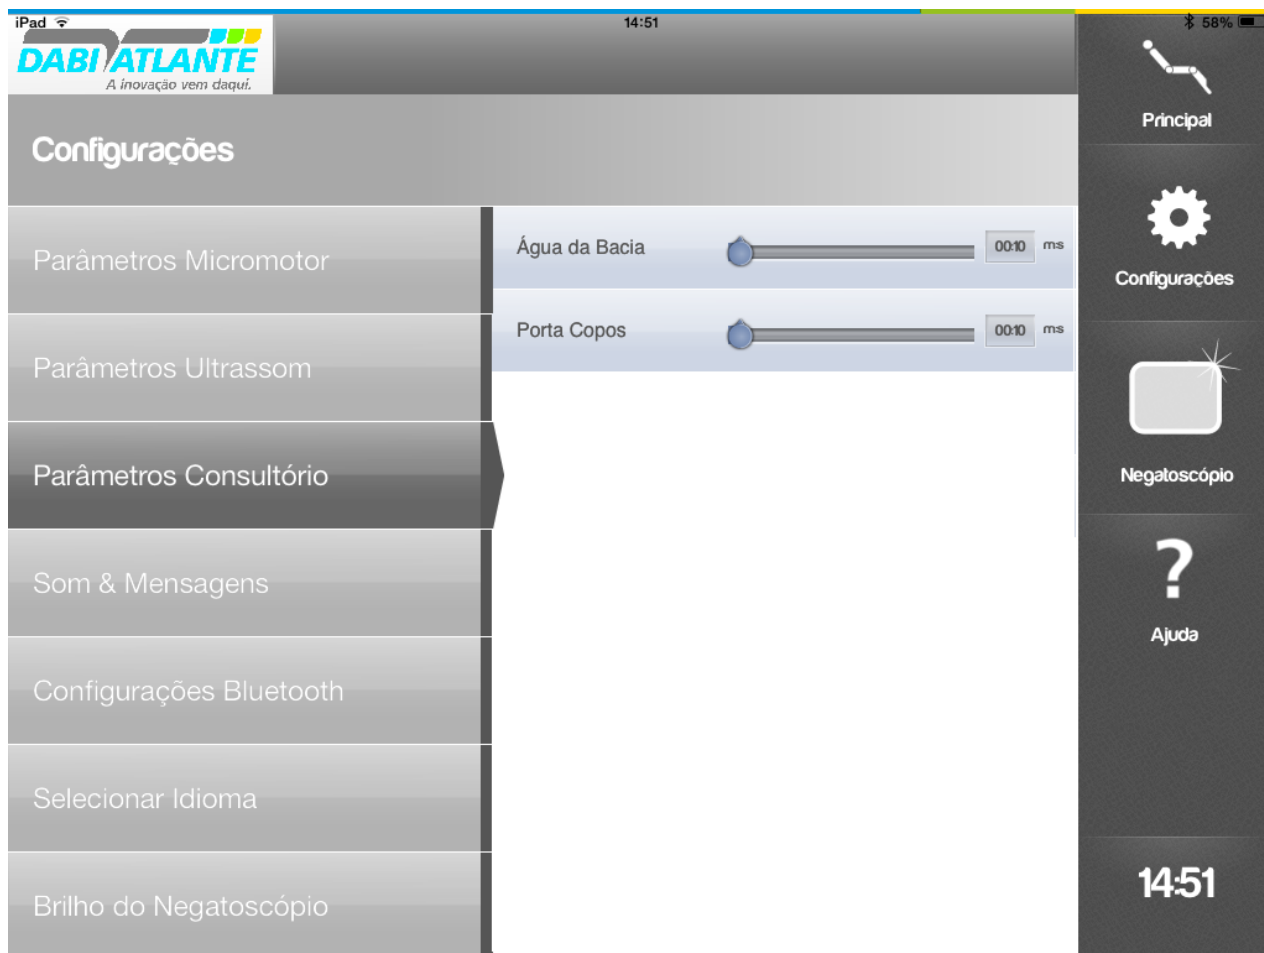 iPad
14:51
58%
DABI ATLANTE
A inovação vem daqui.
Configurações
Parâmetros Micromotor
Parâmetros Ultrassom
Parâmetros Consultório
Som & Mensagens
Configurações Bluetooth
Selecionar Idioma
Brilho do Negatoscópio
Água da Bacia
00:10 m:s
Porta Copos
00:10 m:s
Principal
Configurações
Negatoscópio
?
Ajuda
14:51